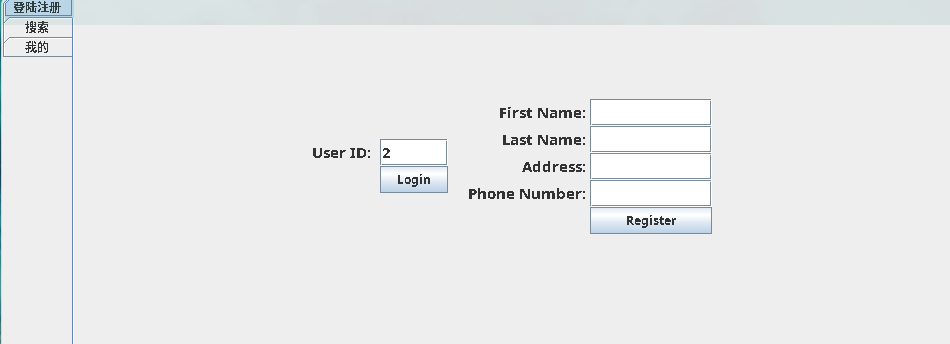 登陆注册
搜索
我的
User ID: 2
Login
First Name:
Last Name:
Address:
Phone Number:
Register